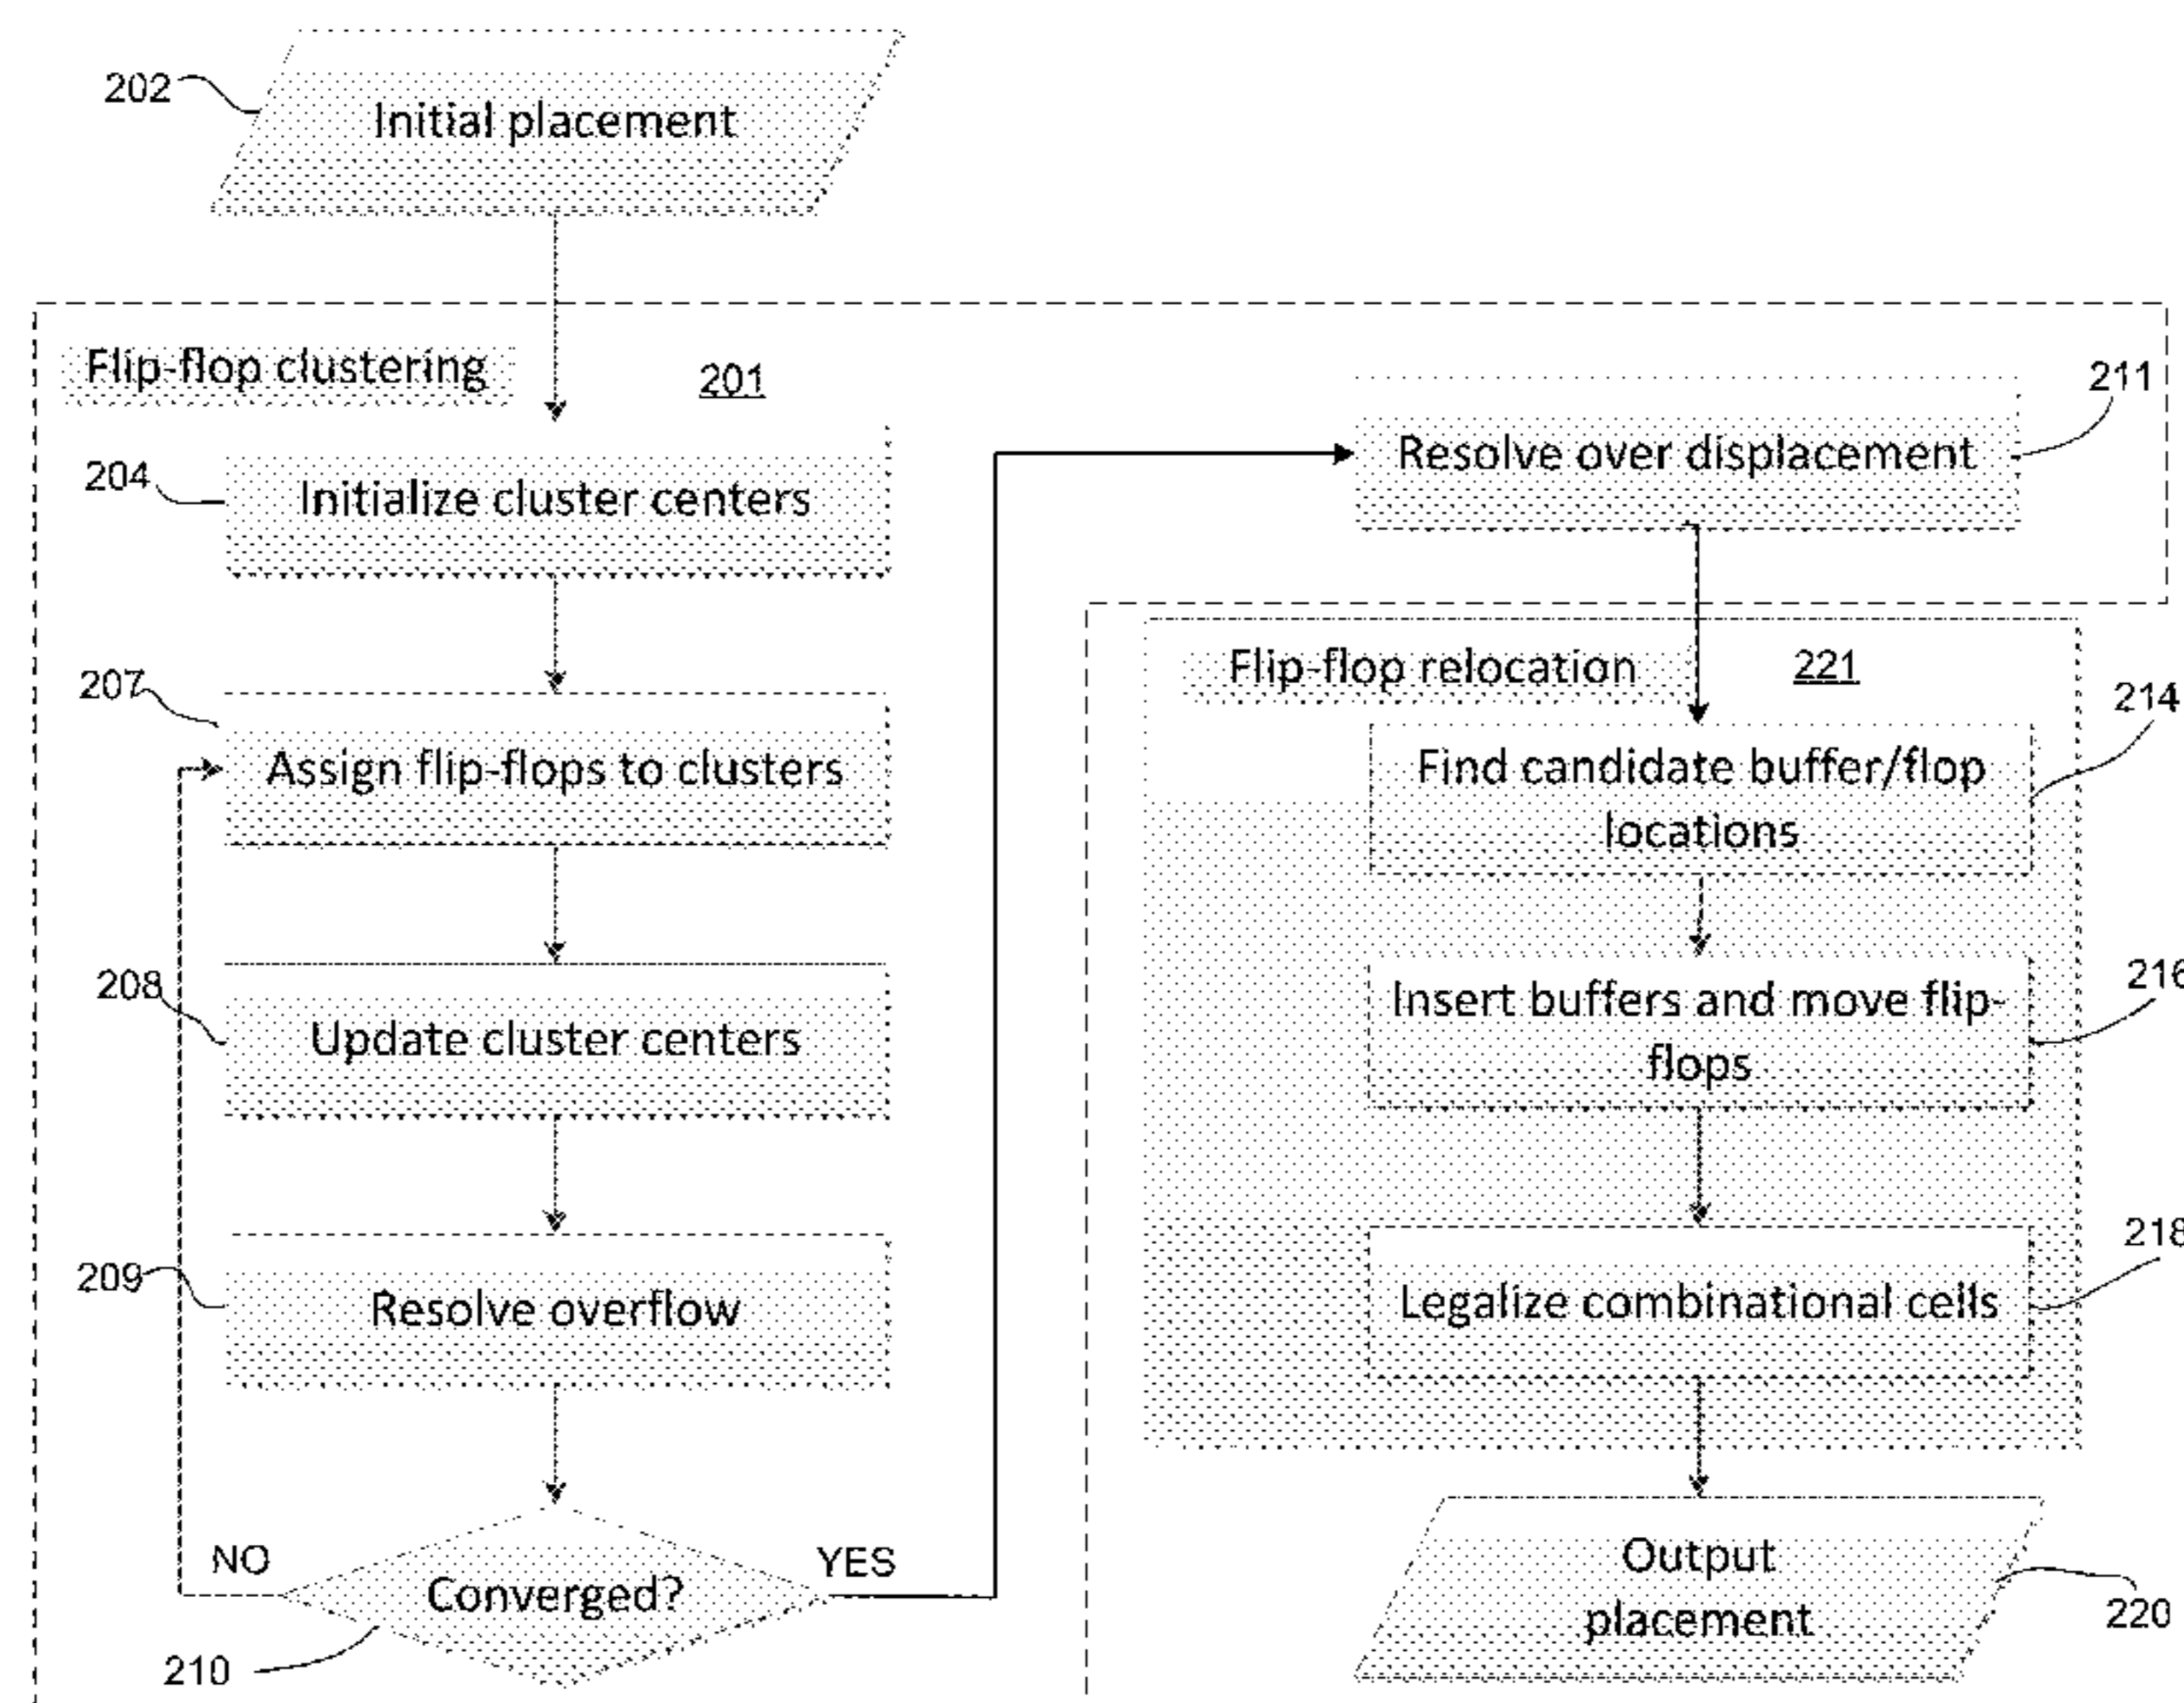 202
Initial placement
Flip-flop clustering
201
204
Initialize cluster centers
207
Assign flip-flops to clusters
208
Update cluster centers
209
Resolve overflow
NO
Converged?
YES
210
211
Resolve over displacement
Flip-flop relocation
221
214
Find candidate buffer/flop
locations
216
Insert buffers and move flip-
flops
218
Legalize combinational cells
Output
placement
220